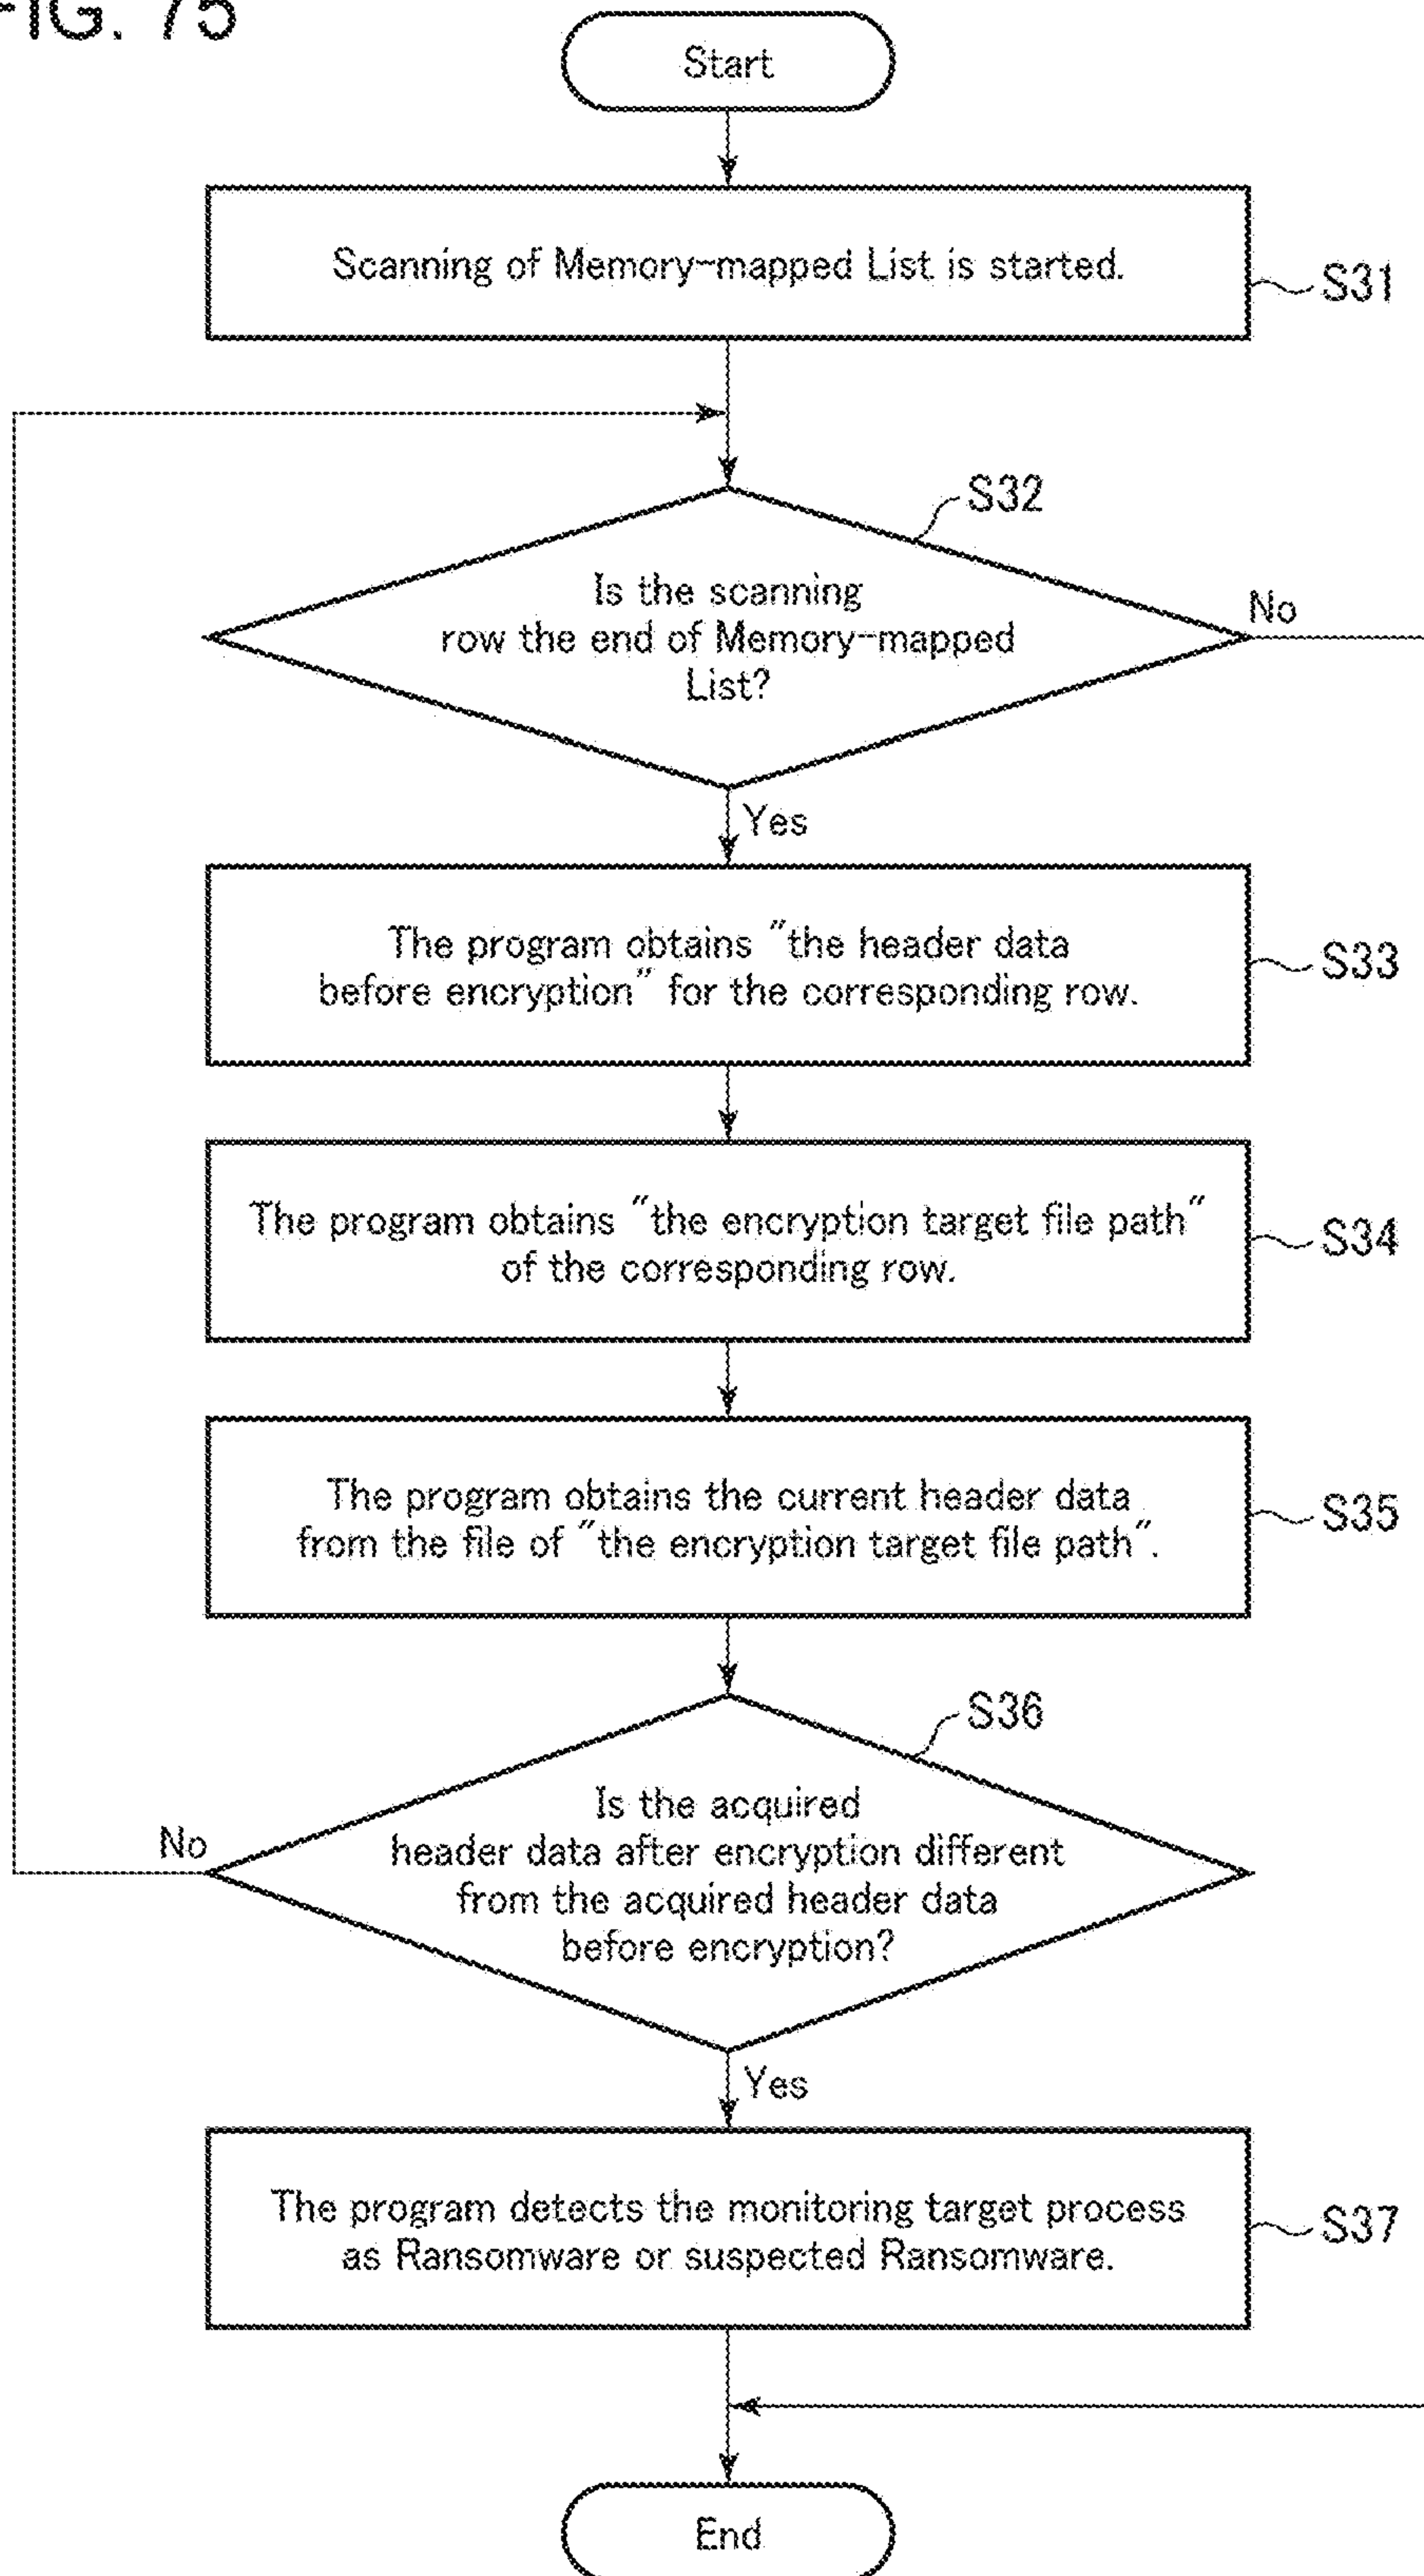 FIG. 75
Start
Scanning of Memory-mapped List is started.
S31
S32
Is the scanning
row the end of Memory-mapped
List?
No
Yes
The program obtains "the header data
before encryption" for the corresponding row.
S33
The program obtains "the encryption target file path"
of the corresponding row.
S34
The program obtains the current header data
from the file of "the encryption target file path".
S35
S36
Is the acquired
header data after encryption different
from the acquired header data
before encryption?
No
Yes
The program detects the monitoring target process
as Ransomware or suspected Ransomware.
S37
End